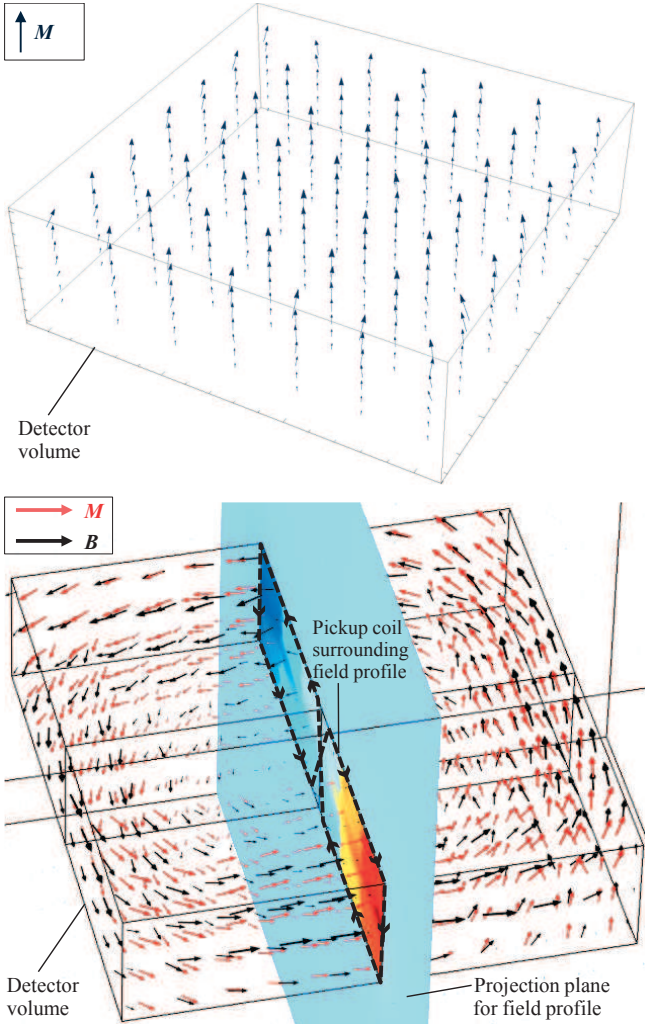 M
Detector
volume
M
B
Pickup coil
surrounding
field profile
Detector
volume
Projection plane
for field profile